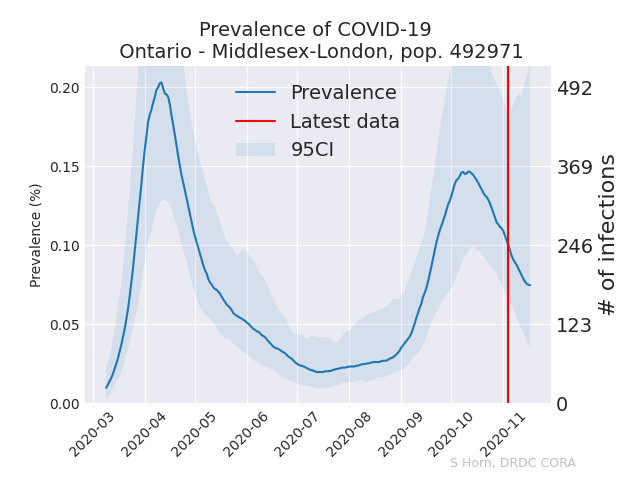 Prevalence of COVID-19
Ontario - Middlesex-London, pop. 492971
Prevalence
Latest data
95CI
Prevalence (%)
0.20
0.15
0.10
0.05
0.00
492
369
246
123
0
# of infections
2020-03
2020-04
2020-05
2020-06
2020-07
2020-08
2020-09
2020-10
2020-11
S Horn, DRDC CORA